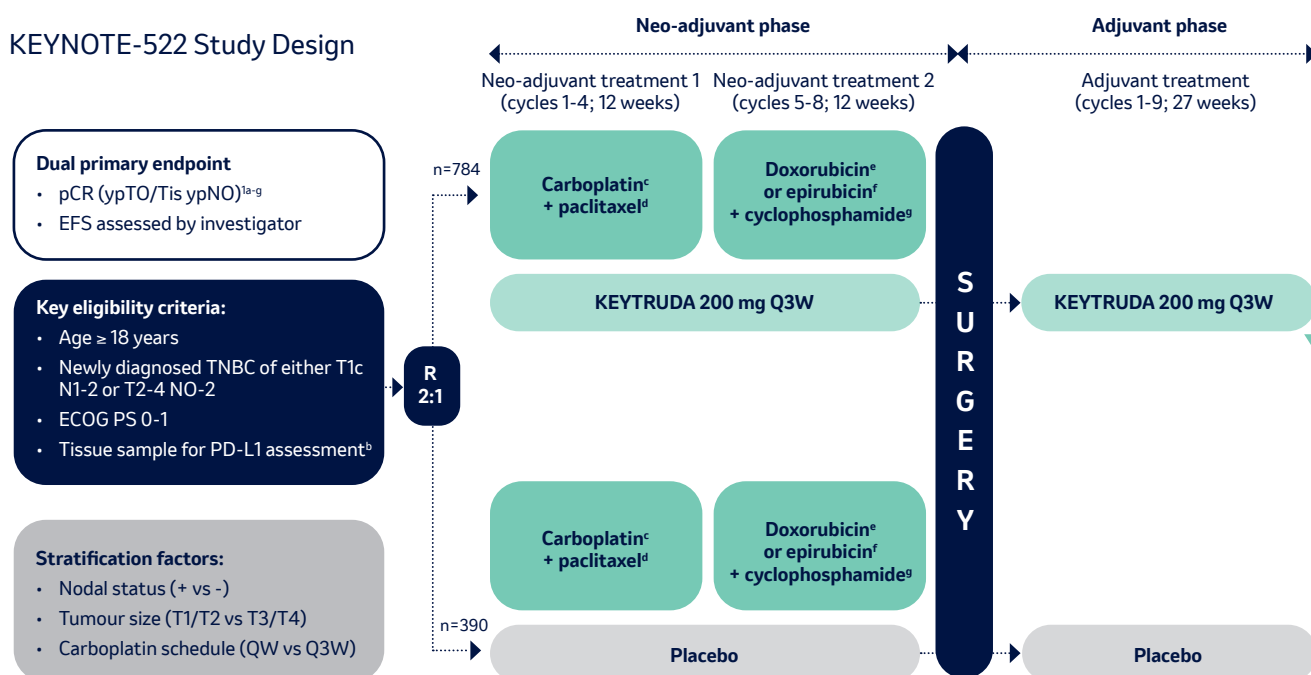 KEYNOTE-522 Study Design
Neo-adjuvant phase
Adjuvant phase
Neo-adjuvant treatment 1
(cycles 1-4; 12 weeks)
Neo-adjuvant treatment 2
(cycles 5-8; 12 weeks)
Adjuvant treatment
(cycles 1-9; 27 weeks)
Dual primary endpoint
• pCR (ypTO/Tis ypNO)1a-g
• EFS assessed by investigator
Key eligibility criteria:
• Age ≥ 18 years
• Newly diagnosed TNBC of either T1c
N1-2 or T2-4 NO-2
• ECOG PS 0-1
• Tissue sample for PD-L1 assessmentb
Stratification factors:
• Nodal status (+ vs -)
• Tumour size (T1/T2 vs T3/T4)
• Carboplatin schedule (QW vs Q3W)
R
2:1
n=784
Carboplatinc
+ paclitaxeld
Doxorubicine
or epirubicinf
+ cyclophosphamideg
KEYTRUDA 200 mg Q3W
SURGERY
KEYTRUDA 200 mg Q3W
n=390
Carboplatinc
+ paclitaxeld
Doxorubicine
or epirubicinf
+ cyclophosphamideg
Placebo
Placebo